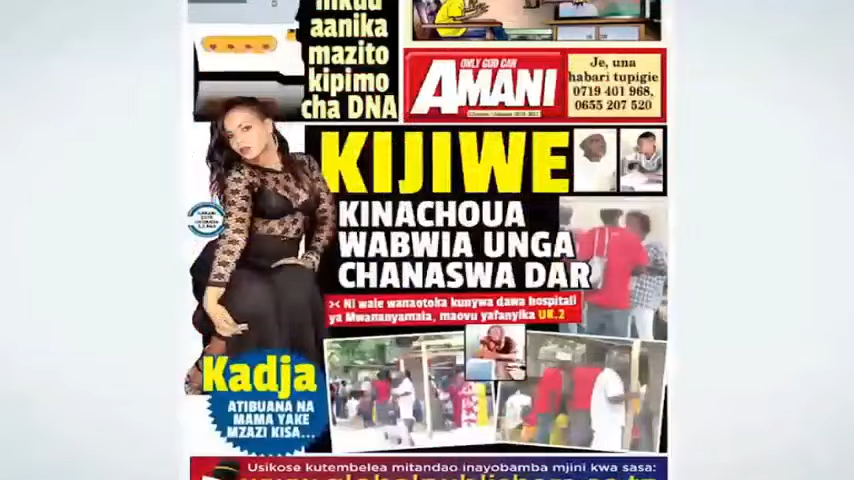 aanika
mazito
kipimo
cha DNA
ONLY GOD CAN
AMANI
Je, una
habari tupigie
0719 401 968,
0655 207 520
KIJIWE
KINACHOUA
WABWIA UNGA
CHANASWA DAR
Ni wale wanaotoka kunywa dawa hospitali
ya Mwananyamala, maovu yafanyika UK.2
Kadja
ATIBUANA NA
MAMA YAKE
MZAZI KISA...
Usikose kutembelea mitandao inayobamba mjini kwa sasa: